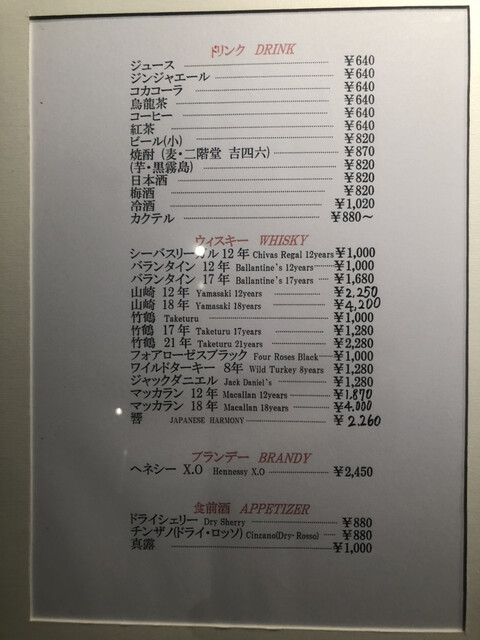 ドリンク DRINK
ジュース ¥640
ジンジャエール ¥640
コカコーラ ¥640
烏龍茶 ¥640
コーヒー ¥640
紅茶 ¥640
ビール(小) ¥820
焼酎 (麦・二階堂 吉四六) ¥870
(芋・黒霧島) ¥820
日本酒 ¥820
梅酒 ¥820
冷酒 ¥1,020
カクテル ¥880～
ウィスキー WHISKY
シーバスリーガル 12年 Chivas Regal 12years ¥1,000
バランタイン 12年 Ballantine's 12years ¥1,000
バランタイン 17年 Ballantine's 17years ¥1,680
山崎 12年 Yamasaki 12years ¥2,250
山崎 18年 Yamasaki 18years ¥4,200
竹鶴 Taketuru ¥1,000
竹鶴 17年 Taketuru 17years ¥1,280
竹鶴 21年 Taketuru 21years ¥2,280
フォアローゼスブラック Four Roses Black ¥1,000
ワイルドターキー 8年 Wild Turkey 8years ¥1,280
ジャックダニエル Jack Daniel's ¥1,280
マッカラン 12年 Macallan 12years ¥1,870
マッカラン 18年 Macallan 18years ¥4,000
響 JAPANESE HARMONY ¥2,260
ブランデー BRANDY
ヘネシー X.O Hennessy X.O ¥2,450
食前酒 APPETIZER
ドライシェリー Dry Sherry ¥880
チンザノ(ドライ・ロッソ) Cinzano(Dry-Rosso) ¥880
真露 ¥1,000